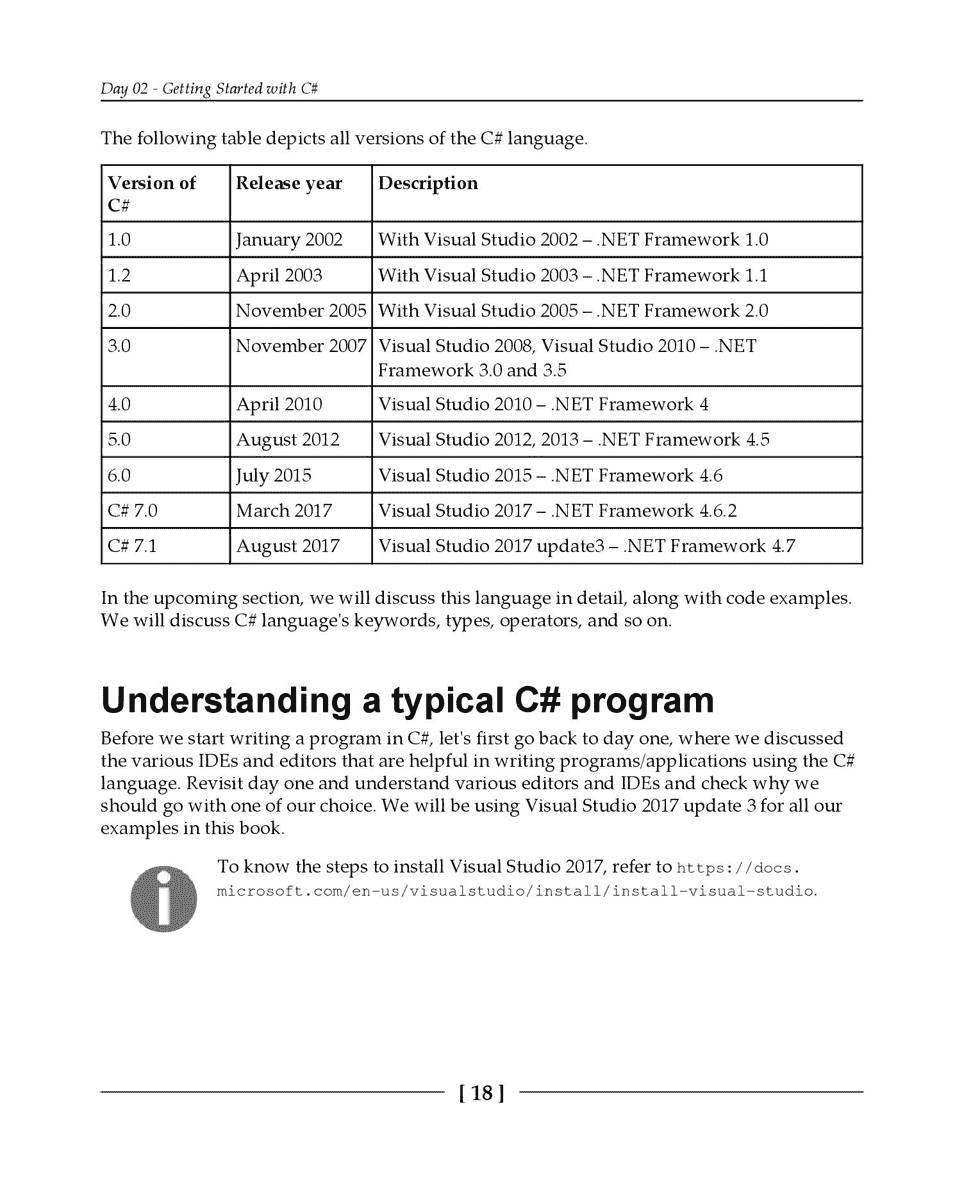 Day 02 - Getting Started with C#
The following table depicts all versions of the C# language.
Version of Release year Description
C#
1.0 January 2002 With Visual Studio 2002 – .NET Framework 1.0
1.2 April 2003 With Visual Studio 2003 – .NET Framework 1.1
2.0 November 2005 With Visual Studio 2005 – .NET Framework 2.0
3.0 November 2007 Visual Studio 2008, Visual Studio 2010 – .NET
Framework 3.0 and 3.5
4.0 April 2010 Visual Studio 2010 – .NET Framework 4
5.0 August 2012 Visual Studio 2012, 2013 – .NET Framework 4.5
6.0 July 2015 Visual Studio 2015 – .NET Framework 4.6
C# 7.0 March 2017 Visual Studio 2017 – .NET Framework 4.6.2
C# 7.1 August 2017 Visual Studio 2017 update3 – .NET Framework 4.7
In the upcoming section, we will discuss this language in detail, along with code examples.
We will discuss C# language's keywords, types, operators, and so on.
Understanding a typical C# program
Before we start writing a program in C#, let's first go back to day one, where we discussed
the various IDEs and editors that are helpful in writing programs/applications using the C#
language. Revisit day one and understand various editors and IDEs and check why we
should go with one of our choice. We will be using Visual Studio 2017 update 3 for all our
examples in this book.
To know the steps to install Visual Studio 2017, refer to https://docs.
microsoft.com/en-us/visualstudio/install/install-visual-studio.
[ 18 ]